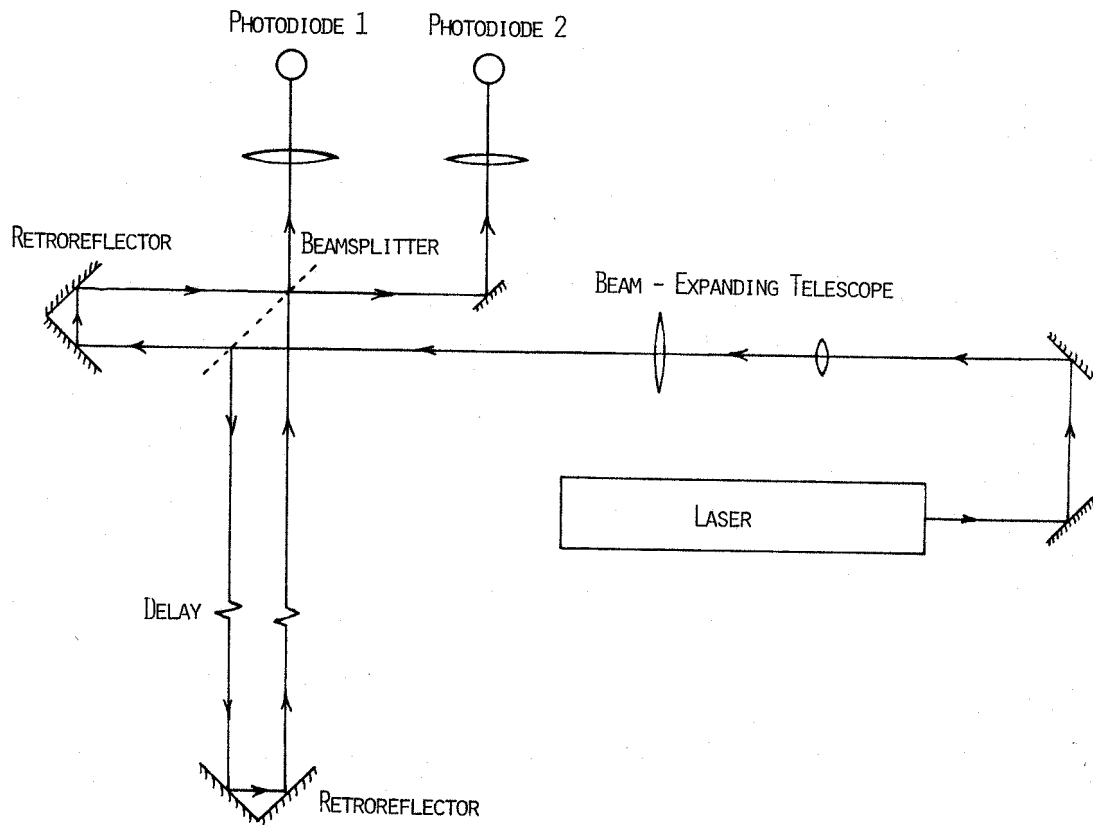 PHOTODIODE 1
PHOTODIODE 2
RETROREFLECTOR
BEAMSPLITTER
BEAM - EXPANDING TELESCOPE
LASER
DELAY
RETROREFLECTOR